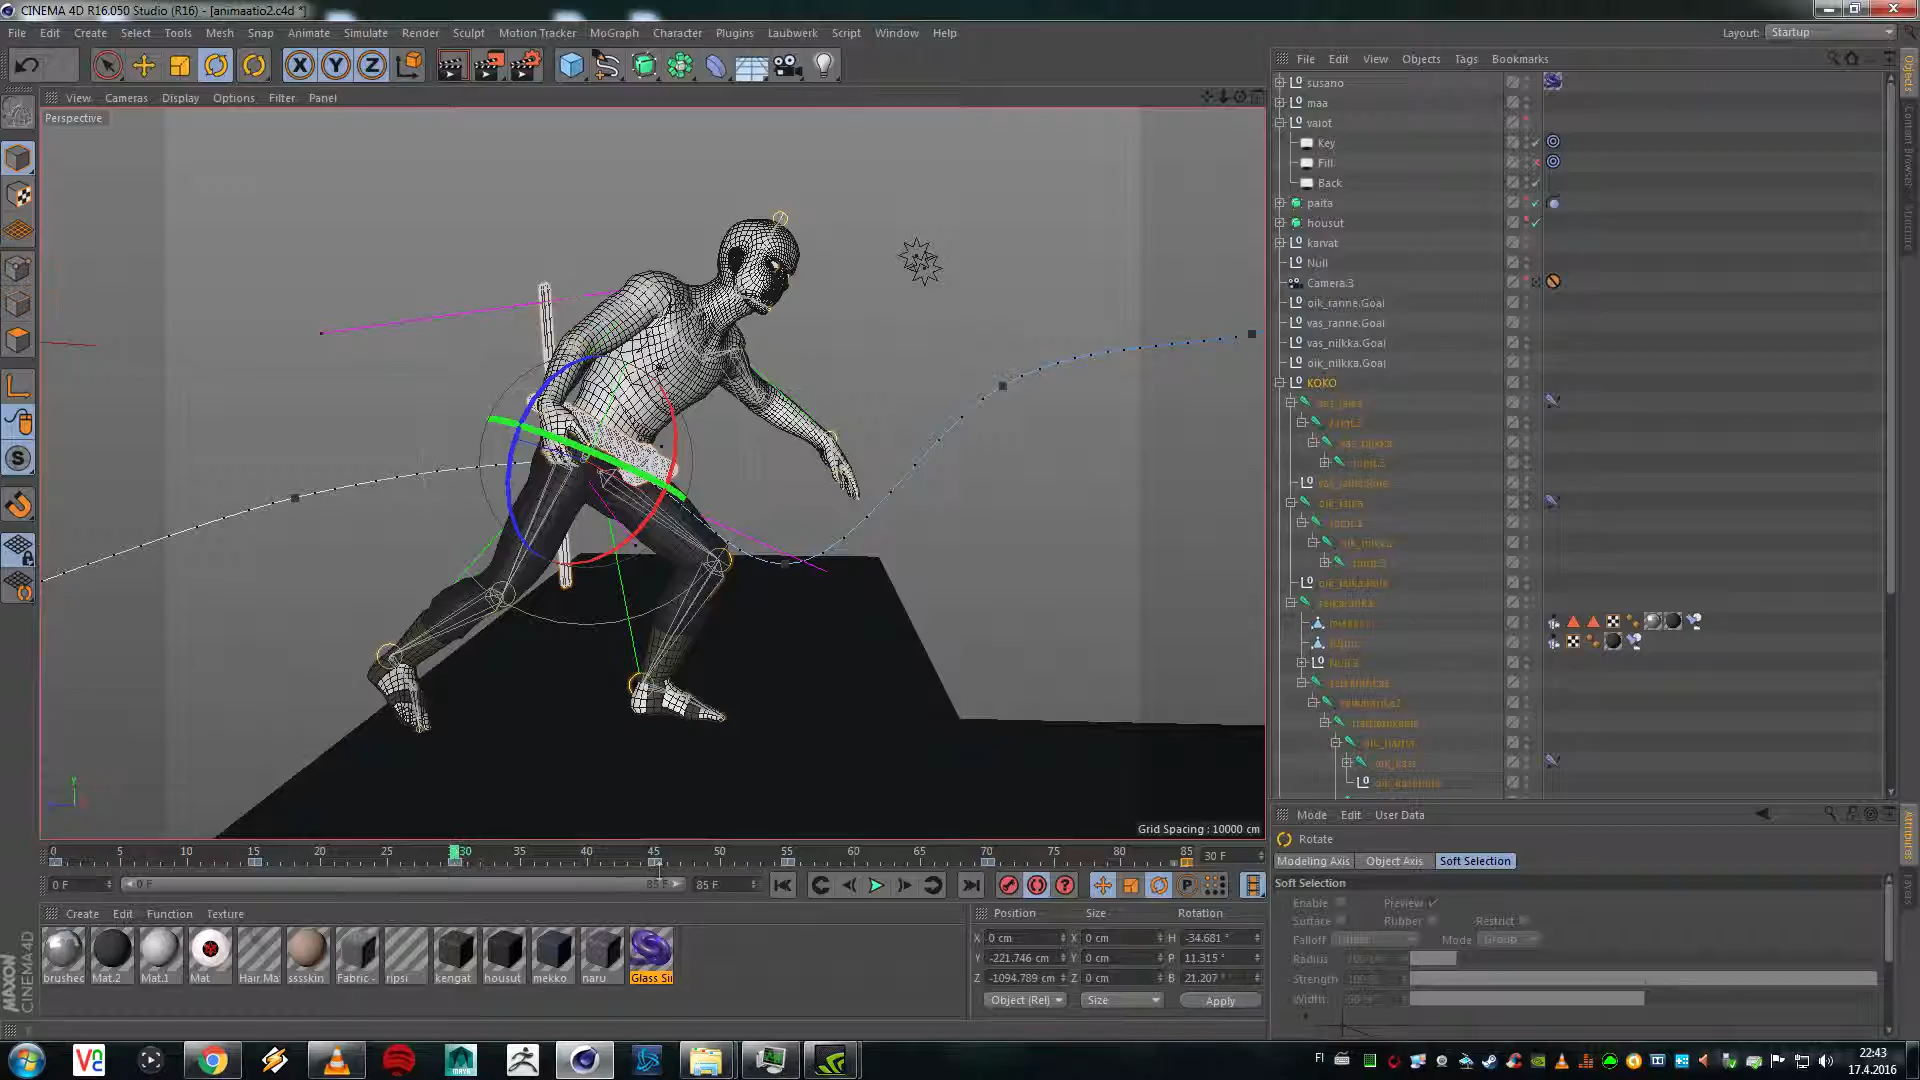 CINEMA 4D R16.050 Studio (R16) - [animaatio2.c4d *]
File Edit Create Select Tools Mesh Snap Animate Simulate Render Sculpt Motion Tracker MoGraph Character Plugins Laubwerk Script Window Help
Layout: Startup
File Edit View Objects Tags Bookmarks
View Cameras Display Options Filter Panel
Perspective
susano
maa
valot
Key
Fill
Back
paita
housut
karvat
Null
Camera.3
oik_ranne.Goal
vas_ranne.Goal
vas_nilkka.Goal
oik_nilkka.Goal
KOKO
Objects
Content Browser
Structure
Grid Spacing : 10000 cm
0 5 10 15 20 25 30 35 40 45 50 55 60 65 70 75 80 85 30 F
0 F 0 F 85 F 85 F
Create Edit Function Texture
brushed Mat.2 Mat.1 Mat Hair Ma sssskin Fabric - ripsi kengat housut mekko naru Glass Si
Position Size Rotation
X 0 cm X 0 cm H -34.681 °
Y -221.746 cm Y 0 cm P 11.315 °
Z -1094.789 cm Z 0 cm B 21.207
Object (Rel) Size Apply
Mode Edit User Data
Rotate
Modeling Axis Object Axis Soft Selection
Soft Selection
Enable Preview
Surface Rubber Restrict
Falloff Mode Group
Radius
Strength
Width
Attributes
MAXON
CINEMA 4D
FI
22:43
17.4.2016